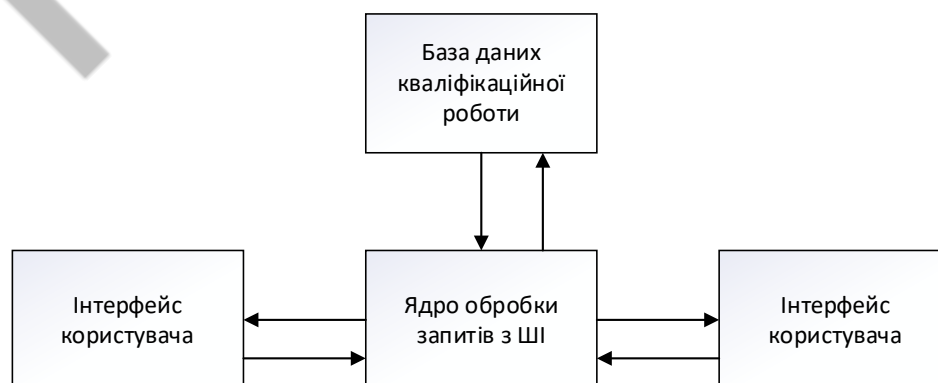 База даних
кваліфікаційної
роботи
Інтерфейс
користувача
Ядро обробки
запитів з ШІ
Інтерфейс
користувача